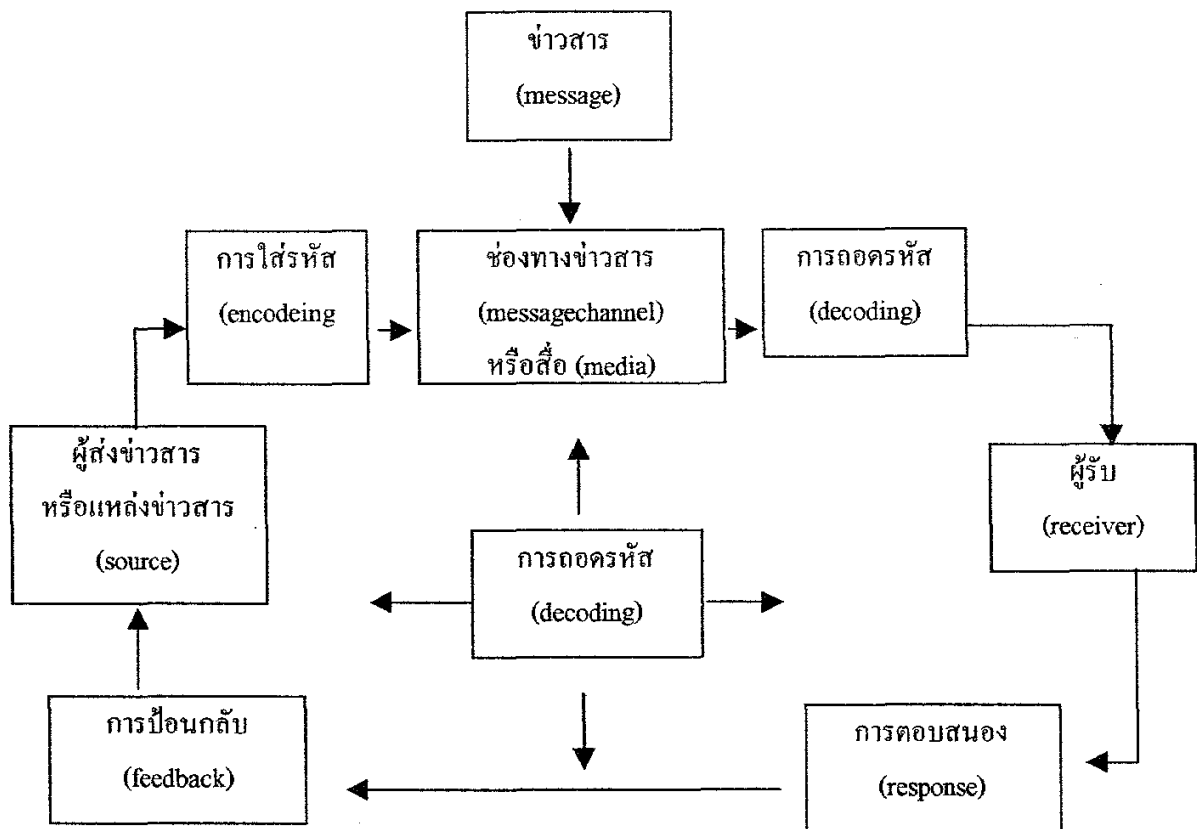 ข่าวสาร
(message)
การใส่รหัส
(encodeing
ช่องทางข่าวสาร
(messagechannel)
หรือสื่อ (media)
การถอดรหัส
(decoding)
ผู้ส่งข่าวสาร
หรือแหล่งข่าวสาร
(source)
การถอดรหัส
(decoding)
ผู้รับ
(receiver)
การป้อนกลับ
(feedback)
การตอบสนอง
(response)